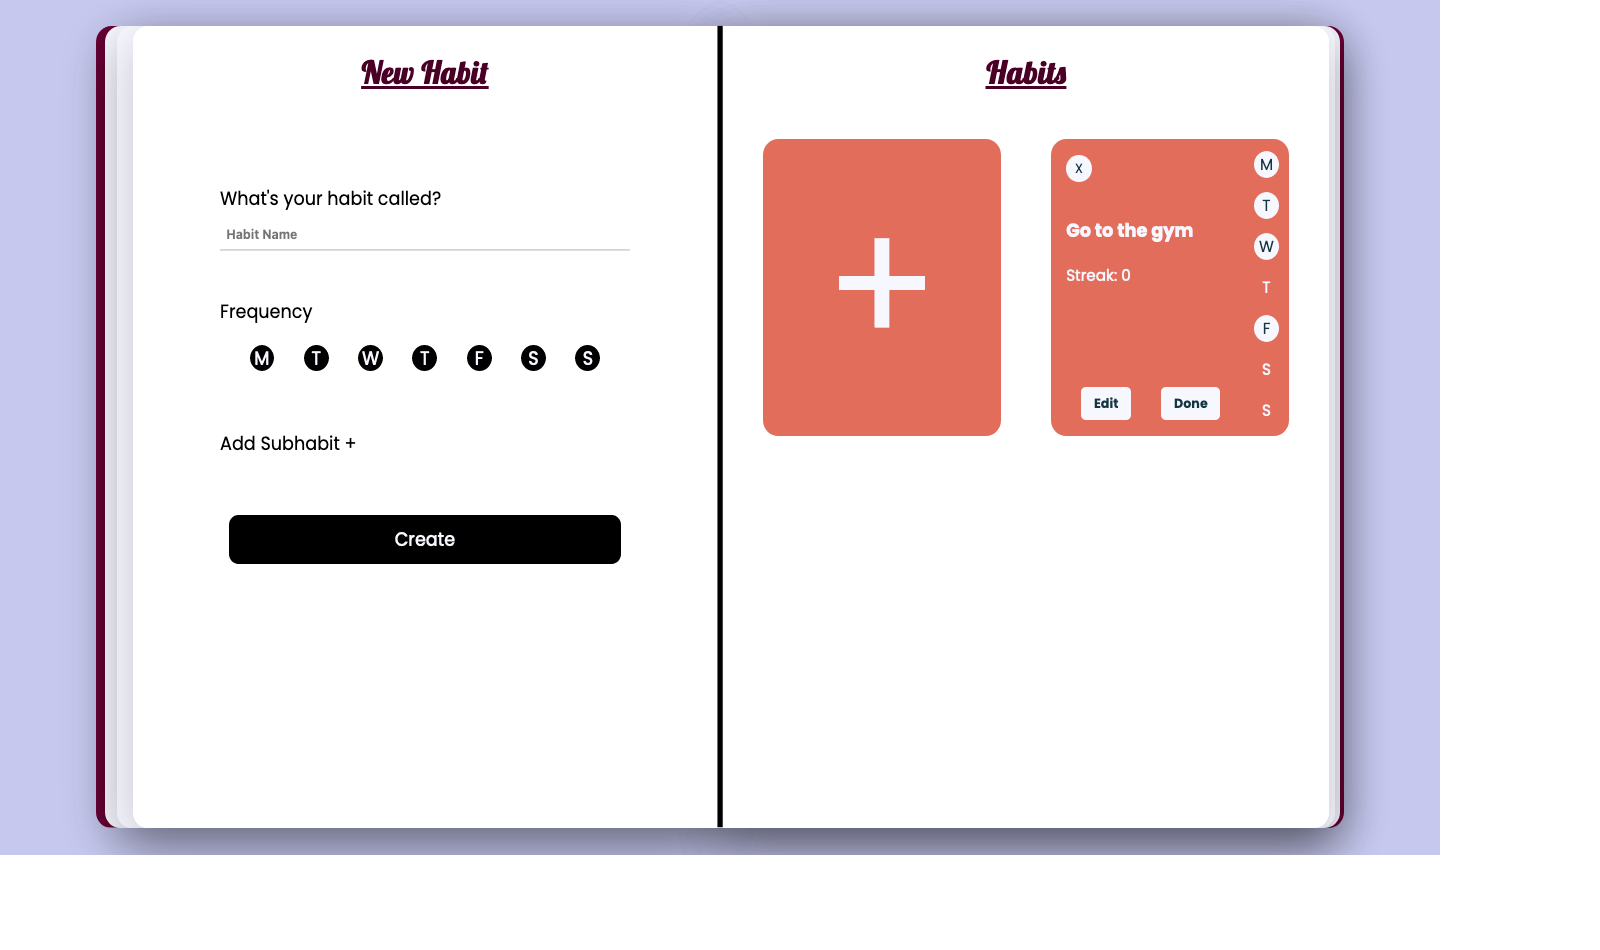 New Habit
What's your habit called?
Habit Name
Frequency
M T W T F S S
Add Subhabit +
Create
Habits
+
X
M
T
W
T
F
S
S
Go to the gym
Streak: 0
Edit Done